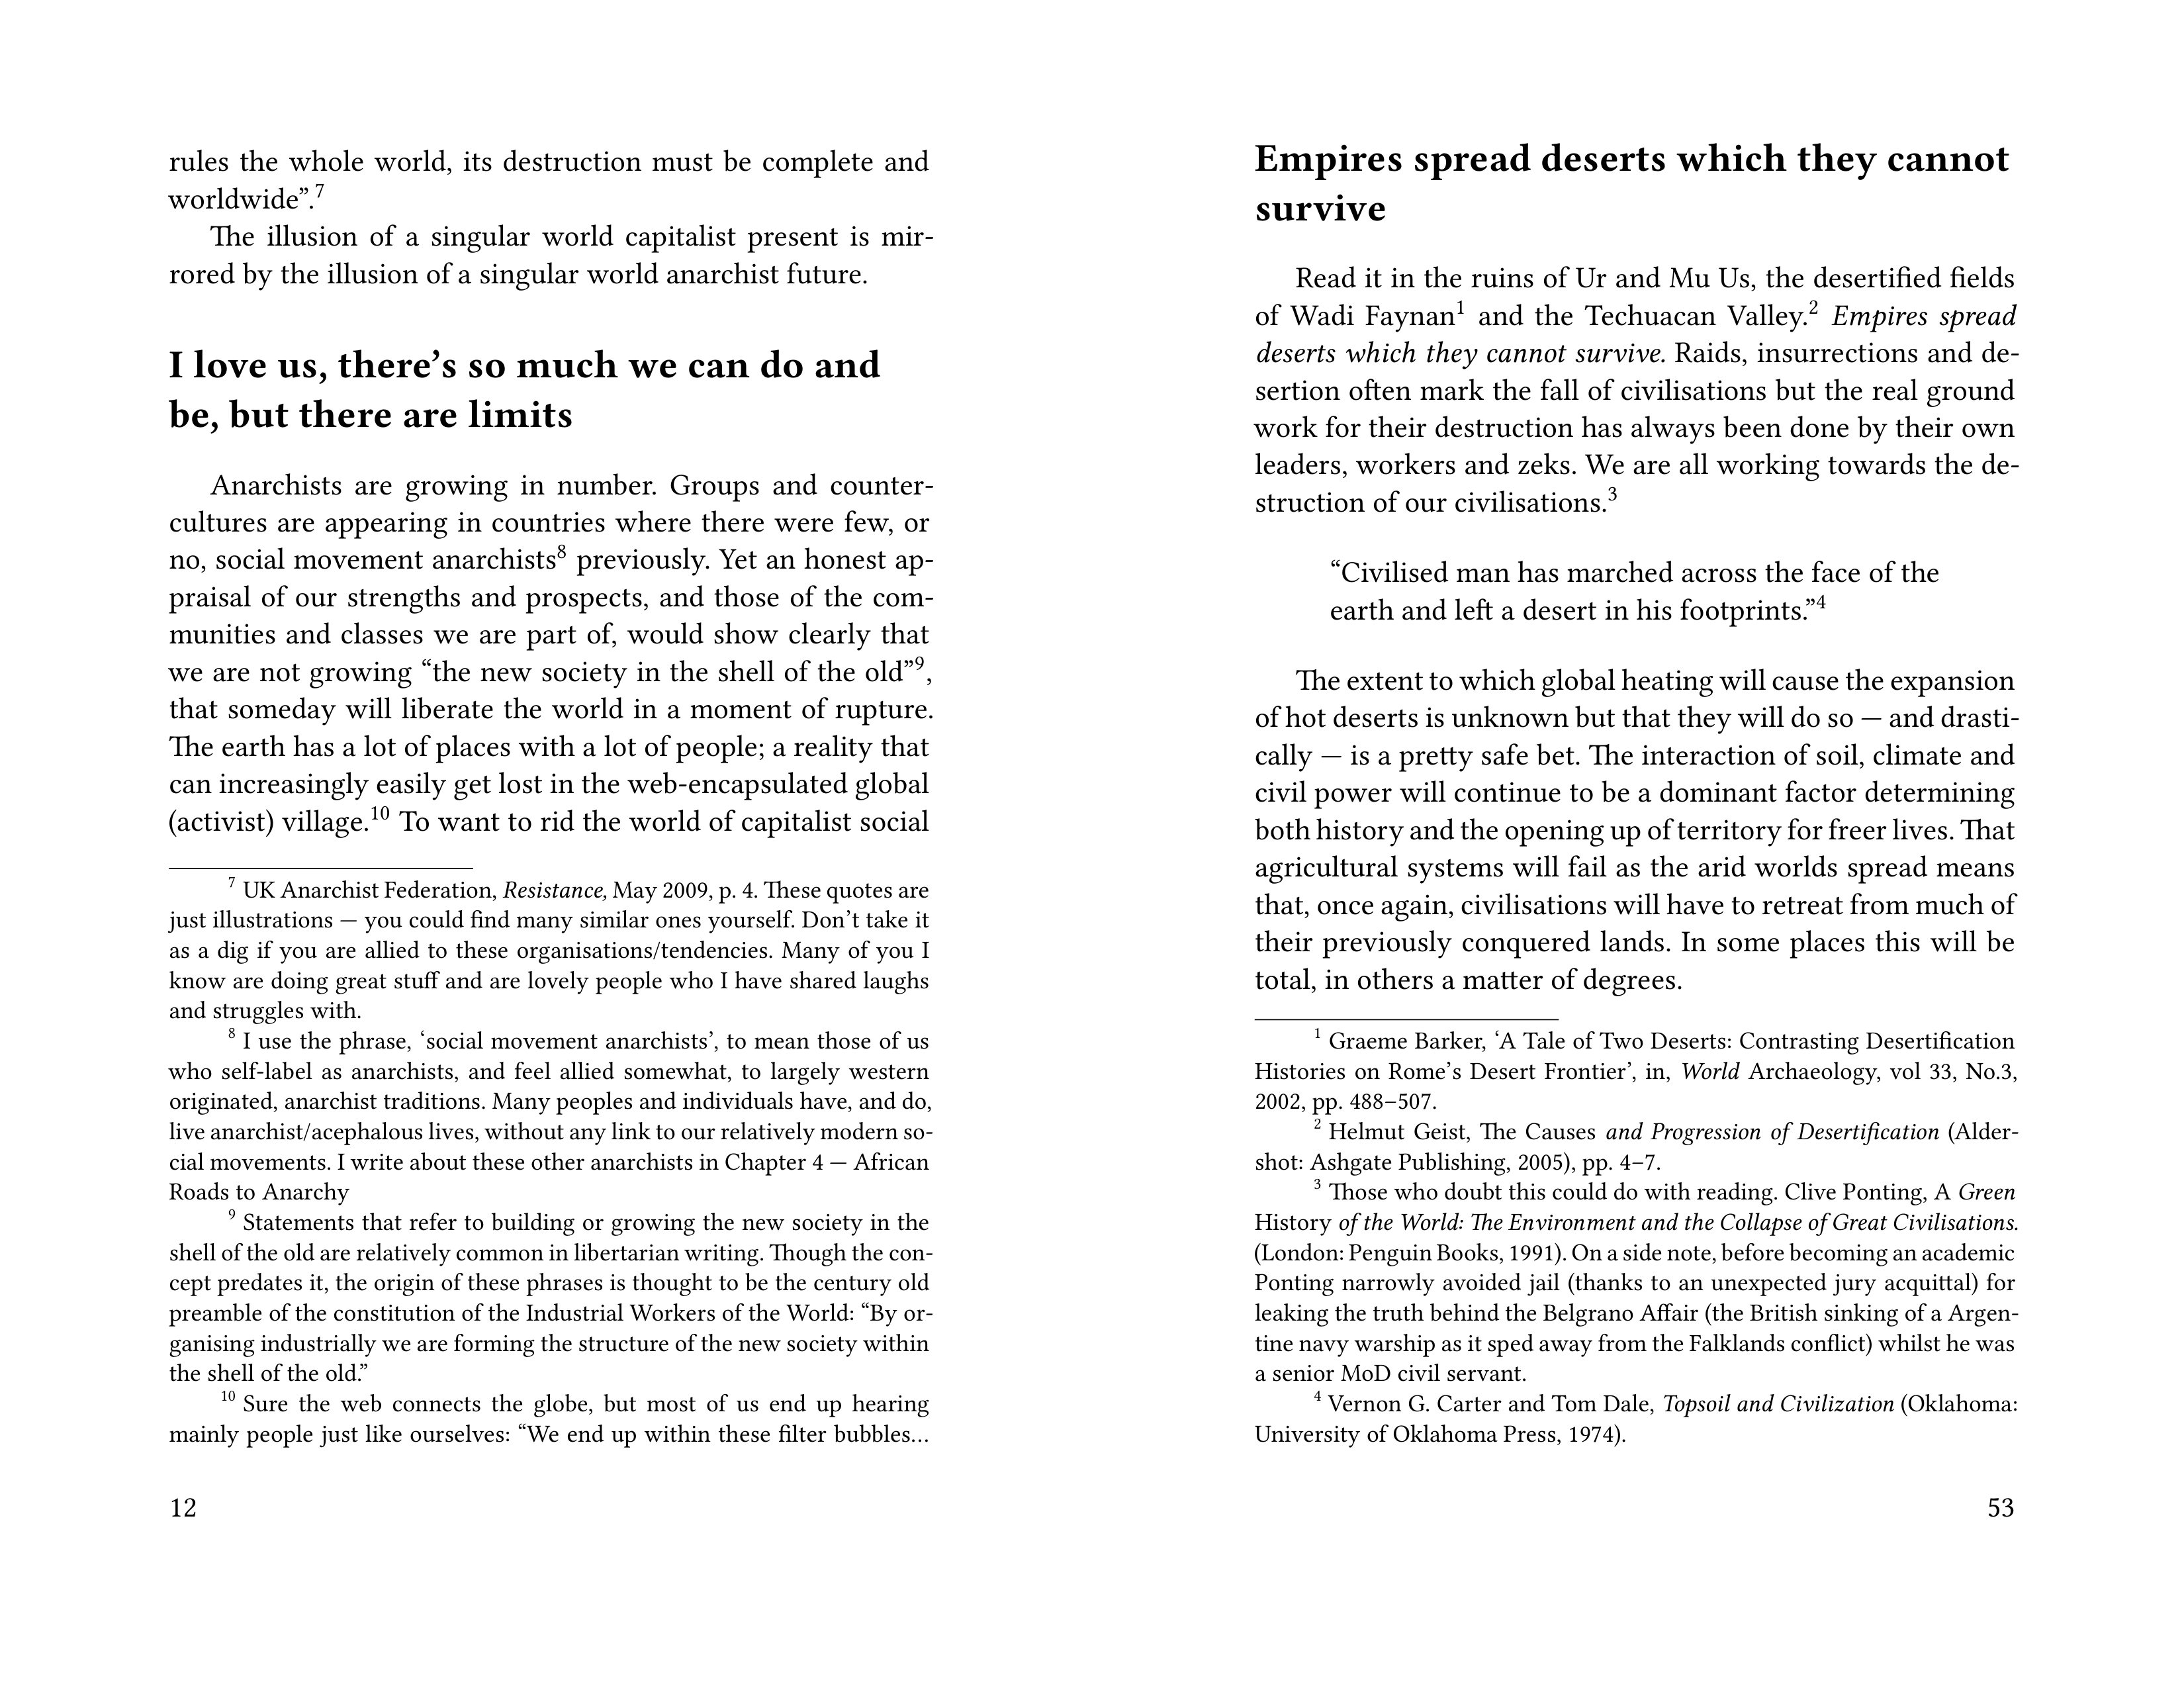 rules the whole world, its destruction must be complete and
worldwide”.7
The illusion of a singular world capitalist present is mir-
rored by the illusion of a singular world anarchist future.
I love us, there’s so much we can do and
be, but there are limits
Anarchists are growing in number. Groups and counter-
cultures are appearing in countries where there were few, or
no, social movement anarchists8 previously. Yet an honest ap-
praisal of our strengths and prospects, and those of the com-
munities and classes we are part of, would show clearly that
we are not growing “the new society in the shell of the old”9,
that someday will liberate the world in a moment of rupture.
The earth has a lot of places with a lot of people; a reality that
can increasingly easily get lost in the web-encapsulated global
(activist) village.10 To want to rid the world of capitalist social
7 UK Anarchist Federation, Resistance, May 2009, p. 4. These quotes are
just illustrations — you could find many similar ones yourself. Don’t take it
as a dig if you are allied to these organisations/tendencies. Many of you I
know are doing great stuff and are lovely people who I have shared laughs
and struggles with.
8 I use the phrase, ‘social movement anarchists’, to mean those of us
who self-label as anarchists, and feel allied somewhat, to largely western
originated, anarchist traditions. Many peoples and individuals have, and do,
live anarchist/acephalous lives, without any link to our relatively modern so-
cial movements. I write about these other anarchists in Chapter 4 — African
Roads to Anarchy
9 Statements that refer to building or growing the new society in the
shell of the old are relatively common in libertarian writing. Though the con-
cept predates it, the origin of these phrases is thought to be the century old
preamble of the constitution of the Industrial Workers of the World: “By or-
ganising industrially we are forming the structure of the new society within
the shell of the old.”
10 Sure the web connects the globe, but most of us end up hearing
mainly people just like ourselves: “We end up within these filter bubbles…
12
Empires spread deserts which they cannot
survive
Read it in the ruins of Ur and Mu Us, the desertified fields
of Wadi Faynan1 and the Techuacan Valley.2 Empires spread
deserts which they cannot survive. Raids, insurrections and de-
sertion often mark the fall of civilisations but the real ground
work for their destruction has always been done by their own
leaders, workers and zeks. We are all working towards the de-
struction of our civilisations.3
“Civilised man has marched across the face of the
earth and left a desert in his footprints.”4
The extent to which global heating will cause the expansion
of hot deserts is unknown but that they will do so — and drasti-
cally — is a pretty safe bet. The interaction of soil, climate and
civil power will continue to be a dominant factor determining
both history and the opening up of territory for freer lives. That
agricultural systems will fail as the arid worlds spread means
that, once again, civilisations will have to retreat from much of
their previously conquered lands. In some places this will be
total, in others a matter of degrees.
1 Graeme Barker, ‘A Tale of Two Deserts: Contrasting Desertification
Histories on Rome’s Desert Frontier’, in, World Archaeology, vol 33, No.3,
2002, pp. 488–507.
2 Helmut Geist, The Causes and Progression of Desertification (Alder-
shot: Ashgate Publishing, 2005), pp. 4–7.
3 Those who doubt this could do with reading. Clive Ponting, A Green
History of the World: The Environment and the Collapse of Great Civilisations.
(London: Penguin Books, 1991). On a side note, before becoming an academic
Ponting narrowly avoided jail (thanks to an unexpected jury acquittal) for
leaking the truth behind the Belgrano Affair (the British sinking of a Argen-
tine navy warship as it sped away from the Falklands conflict) whilst he was
a senior MoD civil servant.
4 Vernon G. Carter and Tom Dale, Topsoil and Civilization (Oklahoma:
University of Oklahoma Press, 1974).
53